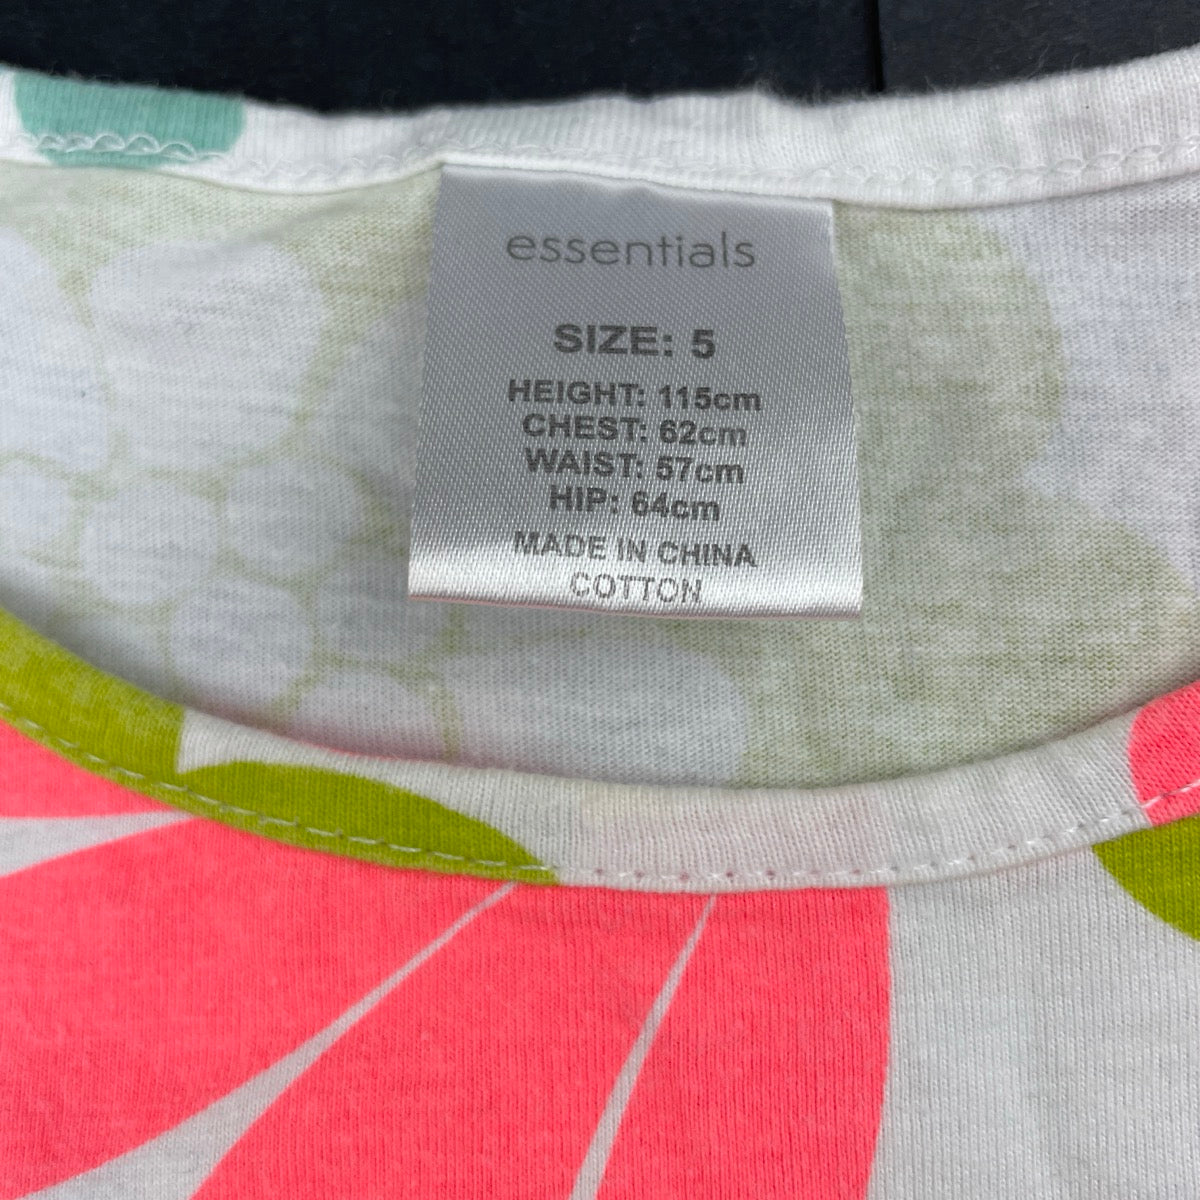 essentials
SIZE: 5
HEIGHT: 115cm
CHEST: 62cm
WAIST: 57cm
HIP: 64cm
MADE IN CHINA
COTTON